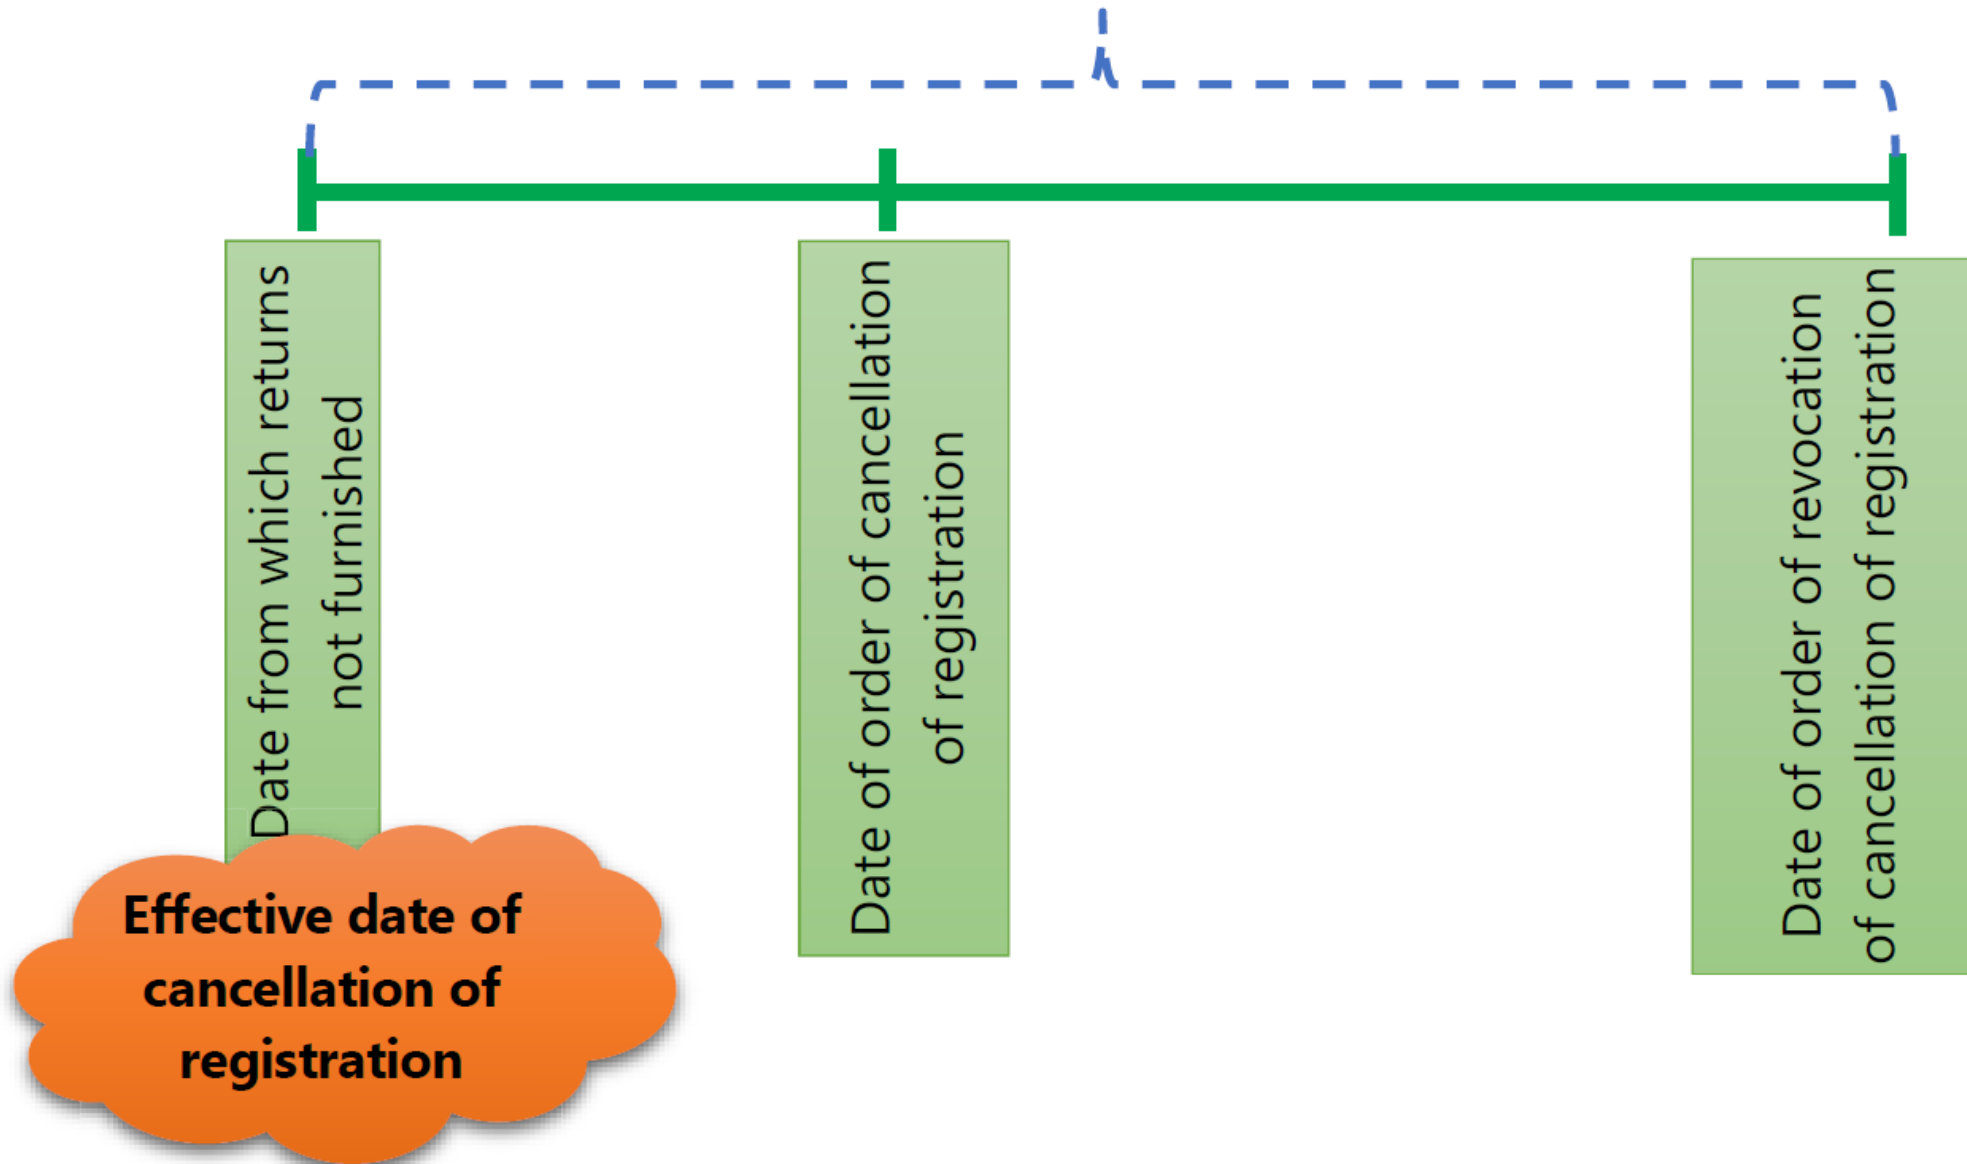 Date from which returns
not furnished
Date of order of cancellation
of registration
Date of order of revocation
of cancellation of registration
Effective date of
cancellation of
registration